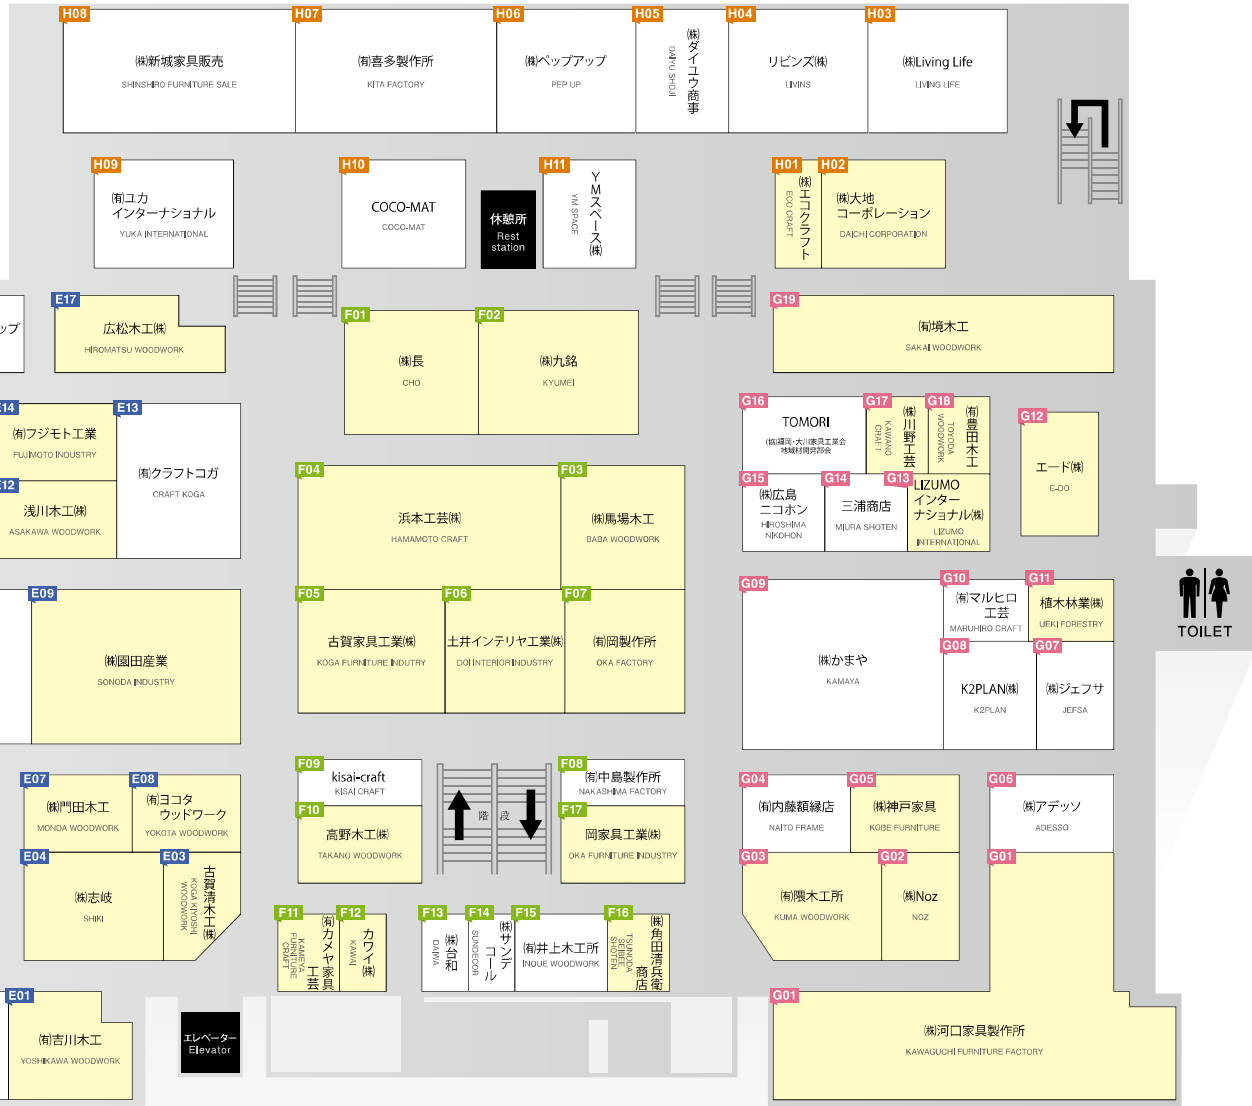 H08
㈱新城家具販売
SHINSHIRO FURNITURE SALE
H07
㈲喜多製作所
KITA FACTORY
H06
㈱ペップアップ
PEP UP
H05
㈱ダイユウ商事
DAIYU SHOJI
H04
リビンズ㈱
LIVINS
H03
㈱Living Life
LIVING LIFE
H09
㈲ユカ
インターナショナル
YUKA INTERNATIONAL
H10
COCO-MAT
COCO-MAT
休憩所
Rest
station
H11
YMスペース㈱
YM SPACE
H01
㈱エコクラフト
ECO CRAFT
H02
㈱大地
コーポレーション
DAICHI CORPORATION
ップ
E17
広松木工㈱
HIROMATSU WOODWORK
F01
㈱長
CHO
F02
㈱九銘
KYUMEI
G19
㈲境木工
SAKAI WOODWORK
E14
㈲フジモト工業
FUJIMOTO INDUSTRY
E13
㈲クラフトコガ
CRAFT KOGA
E12
浅川木工㈱
ASAKAWA WOODWORK
G16
TOMORI
(協)福岡・大川家具工業会
地域材開発部会
G17
㈱川野工芸
KAWANO
CRAFT
G18
㈲豊田木工
TOYODA
WOODWORK
G12
エード㈱
E-DO
F04
浜本工芸㈱
HAMAMOTO CRAFT
F03
㈱馬場木工
BABA WOODWORK
G15
㈱広島
ニコホン
HIROSHIMA
NIKOHON
G14
三浦商店
MIURA SHOTEN
G13
LIZUMO
インター
ナショナル㈱
LIZUMO
INTERNATIONAL
E09
㈱園田産業
SONODA INDUSTRY
F05
古賀家具工業㈱
KOGA FURNITURE INDUTRY
F06
土井インテリヤ工業㈱
DOI INTERIOR INDUSTRY
F07
㈲岡製作所
OKA FACTORY
G09
㈱かまや
KAMAYA
G10
㈲マルヒロ
工芸
MARUHIRO CRAFT
G11
植木林業㈱
UEKI FORESTRY
TOILET
G08
K2PLAN㈱
K2PLAN
G07
㈱ジェフサ
JEFSA
E07
㈱門田木工
MONDA WOODWORK
E08
㈲ヨコタ
ウッドワーク
YOKOTA WOODWORK
F09
kisai-craft
KISAI CRAFT
F10
高野木工㈱
TAKANO WOODWORK
階段
F08
㈲中島製作所
NAKASHIMA FACTORY
F17
岡家具工業㈱
OKA FURNITURE INDUSTRY
G04
㈲内藤額縁店
NAITO FRAME
G05
㈱神戸家具
KOBE FURNITURE
G06
㈱アデッソ
ADESSO
E04
㈱志岐
SHIKI
E03
古賀清木工㈱
KOGA KIYOSHI
WOODWORK
G03
㈲隈木工所
KUMA WOODWORK
G02
㈱Noz
NOZ
G01
F11
㈲カメヤ家具
工芸
KAMEYA
FURNITURE
CRAFT
F12
カワイ㈱
KAWAI
F13
㈱台和
DAIWA
F14
㈱サンデ
コール
SUNDECOR
F15
㈲井上木工所
INOUE WOODWORK
F16
㈱角田清兵衛
商店
TSUNODA
SEIBEE
SHOTEN
E01
㈲吉川木工
YOSHIKAWA WOODWORK
エレベーター
Elevator
G01
㈱河口家具製作所
KAWAGUCHI FURNITURE FACTORY